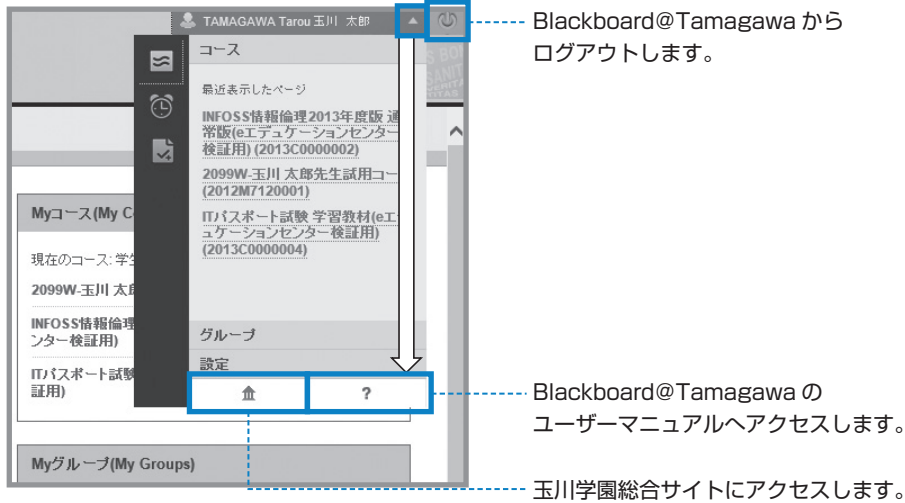 TAMAGAWA Tarou 玉川 太郎
Blackboard@Tamagawa から
ログアウトします。
コース
最近表示したページ
INFOSS情報倫理2013年度版 通
常版(eエデュケーションセンター
検証用) (2013C0000002)
2099W-玉川 太郎先生試用コー
(2012M7120001)
ITパスポート試験 学習教材(eエ
ュケーションセンター検証用)
(2013C0000004)
グループ
設定
?
Myコース(My C
現在のコース: 学生
2099W-玉川 太郎
INFOSS情報倫理
ンター検証用)
ITパスポート試験
証用)
Myグループ(My Groups)
Blackboard@Tamagawa の
ユーザーマニュアルへアクセスします。
玉川学園総合サイトにアクセスします。